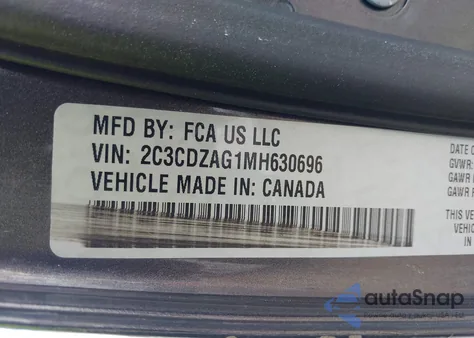 MFD BY: FCA US LLC
VIN: 2C3CDZAG1MH630696
VEHICLE MADE IN: CANADA
DATE O
GVWR:
GAWR
GAWR
THIS VE
VEHICLE
IN
autoSnap